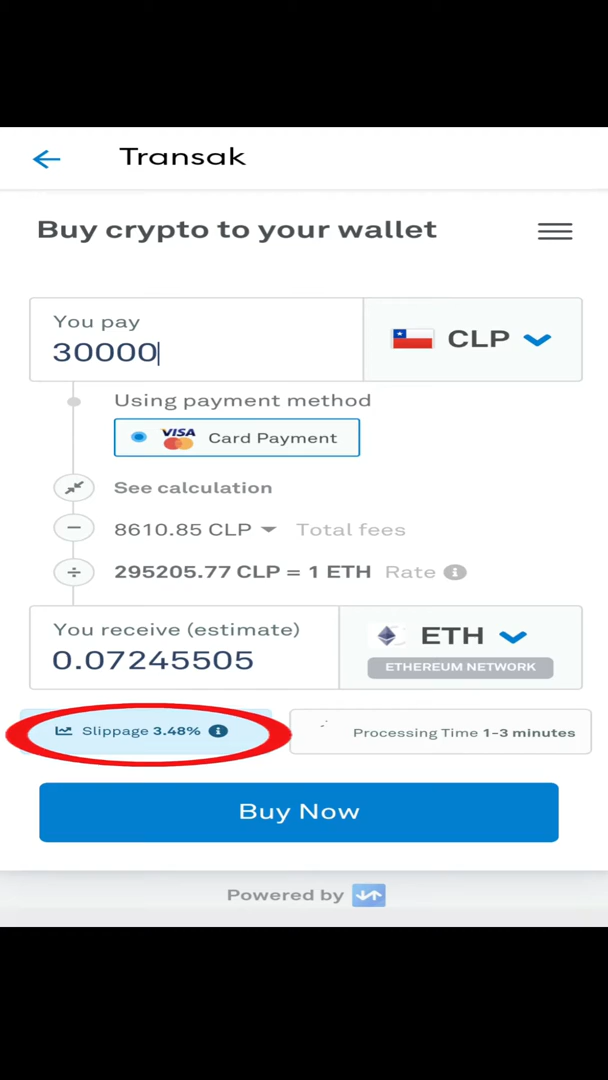 Transak
Buy crypto to your wallet
You pay
30000
CLP
Using payment method
VISA Card Payment
See calculation
8610.85 CLP Total fees
295205.77 CLP = 1 ETH Rate
You receive (estimate)
0.07245505
ETH
ETHEREUM NETWORK
Slippage 3.48%
Processing Time 1-3 minutes
Buy Now
Powered by